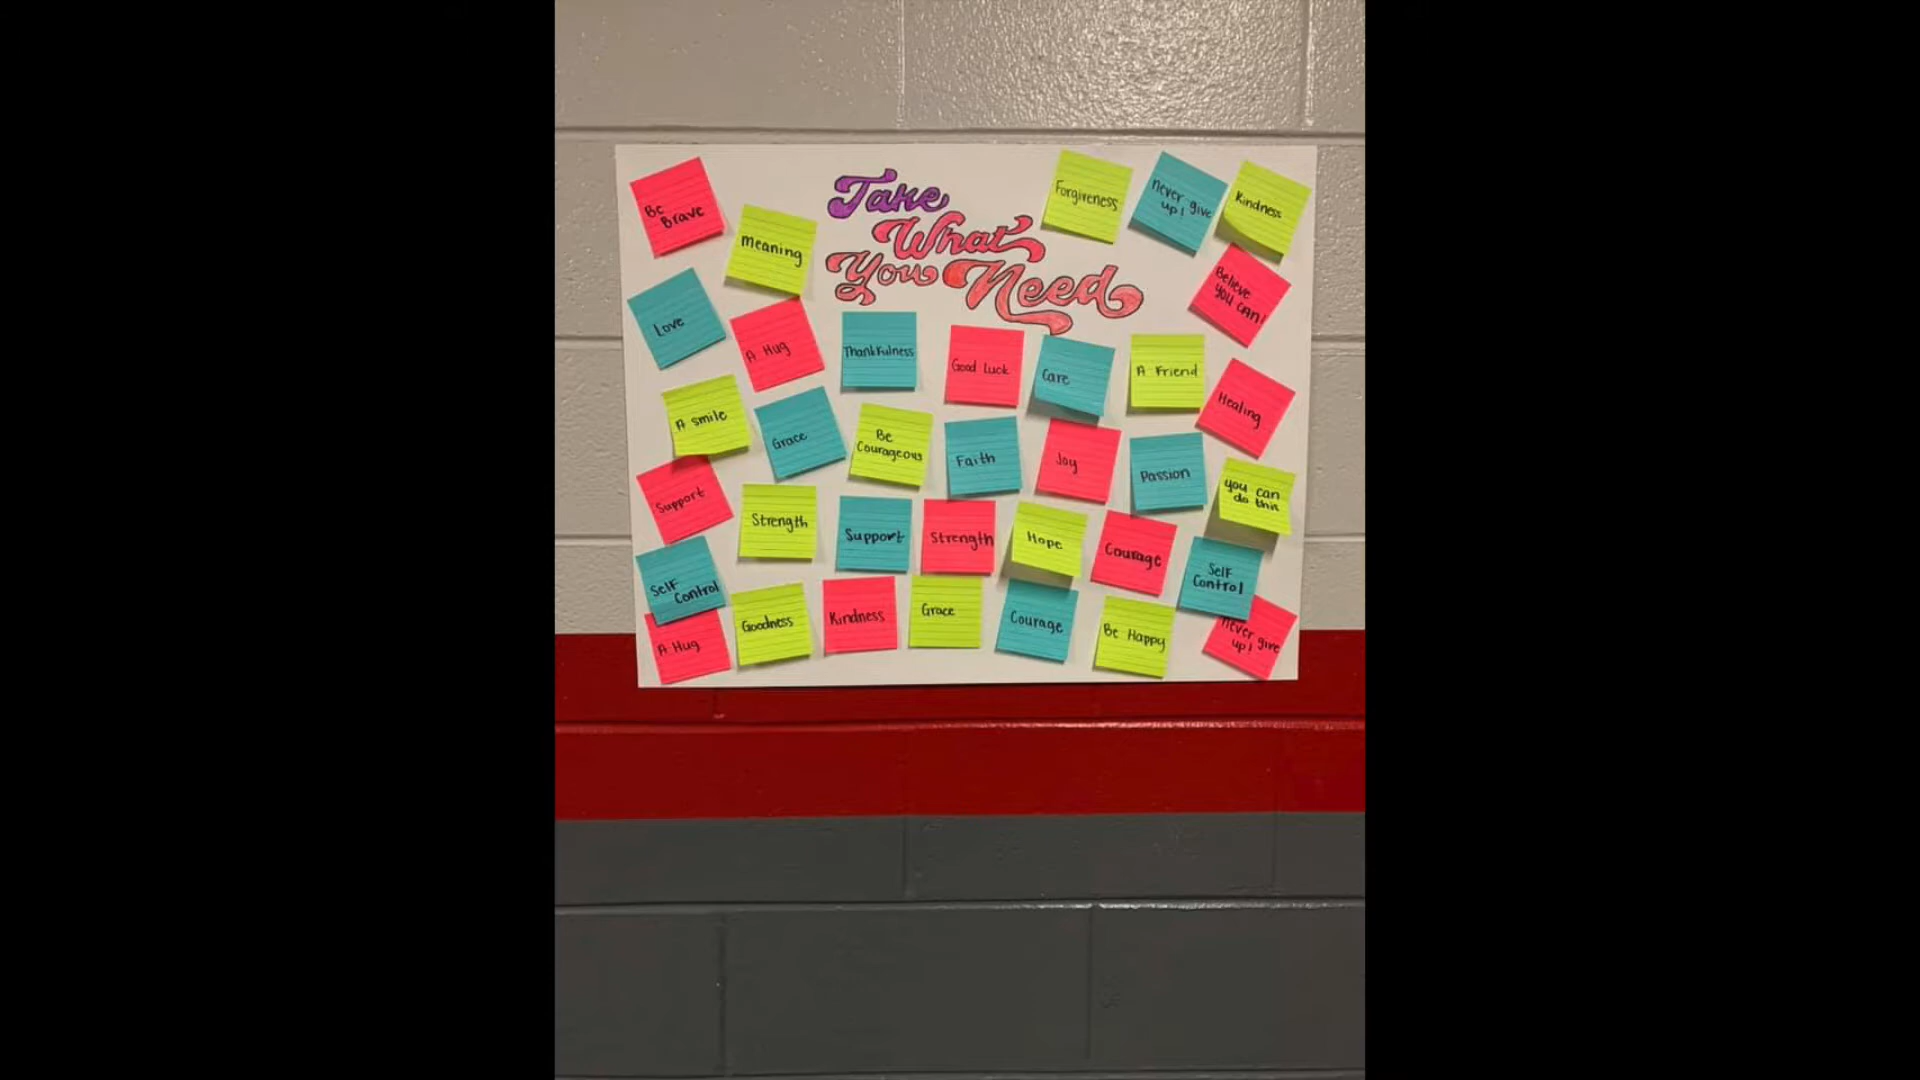 Take
What
You Need
Be
Brave
Meaning
Forgiveness
never give
up!
Kindness
Believe
you CAN!
Love
A Hug
Thankfulness
Good Luck
Care
A Friend
Healing
A smile
Grace
Be
Courageous
Faith
Joy
Passion
you can
do this
Support
Strength
Support
Strength
Hope
Courage
Self
Control
Self
Control
A Hug
Goodness
Kindness
Grace
Courage
Be Happy
never give
up!